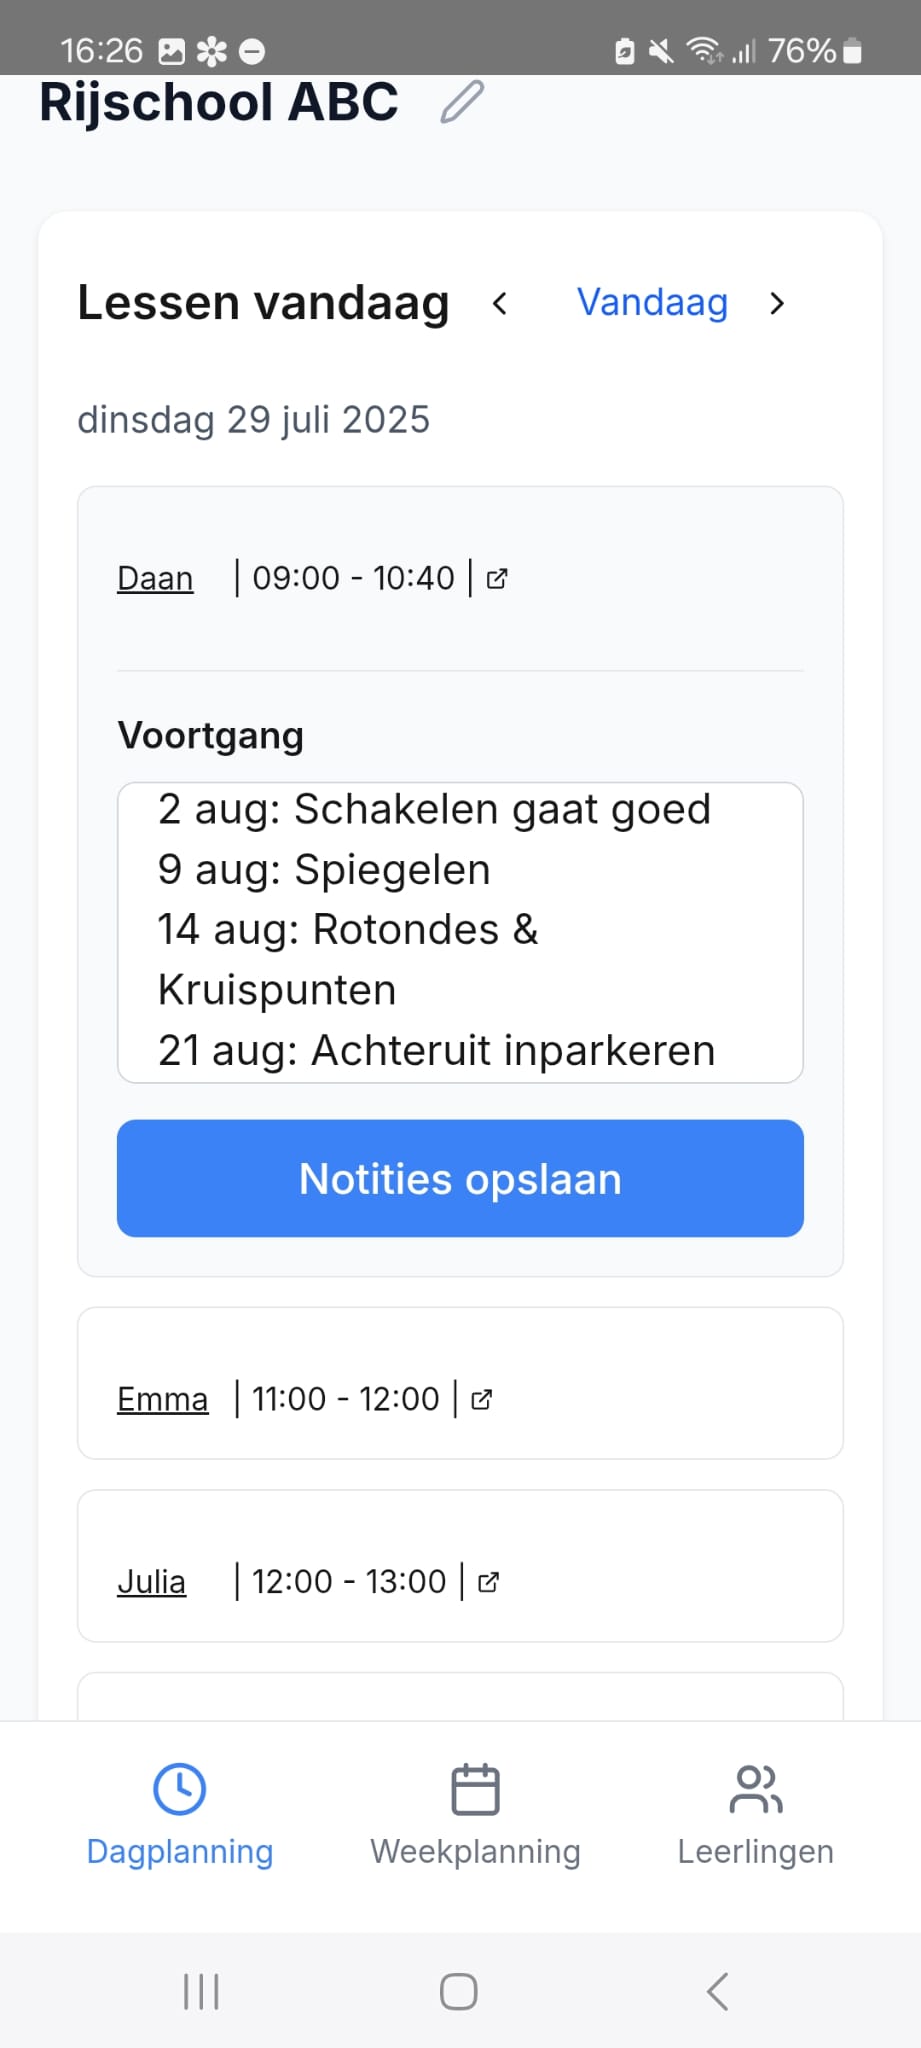 16:26
76%
Rijschool ABC
Lessen vandaag
Vandaag
dinsdag 29 juli 2025
Daan | 09:00 - 10:40 |
Voortgang
2 aug: Schakelen gaat goed
9 aug: Spiegelen
14 aug: Rotondes &
Kruispunten
21 aug: Achteruit inparkeren
Notities opslaan
Emma | 11:00 - 12:00 |
Julia | 12:00 - 13:00 |
Dagplanning
Weekplanning
Leerlingen